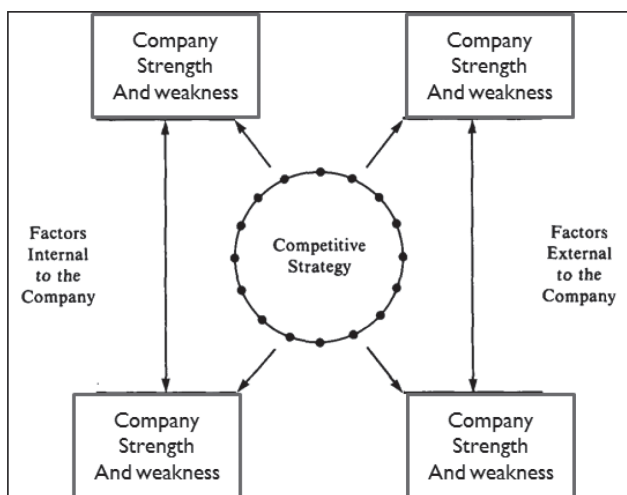 Company
Strength
And weakness
Company
Strength
And weakness
Factors
Internal
to the
Company
Competitive
Strategy
Factors
External
to the
Company
Company
Strength
And weakness
Company
Strength
And weakness